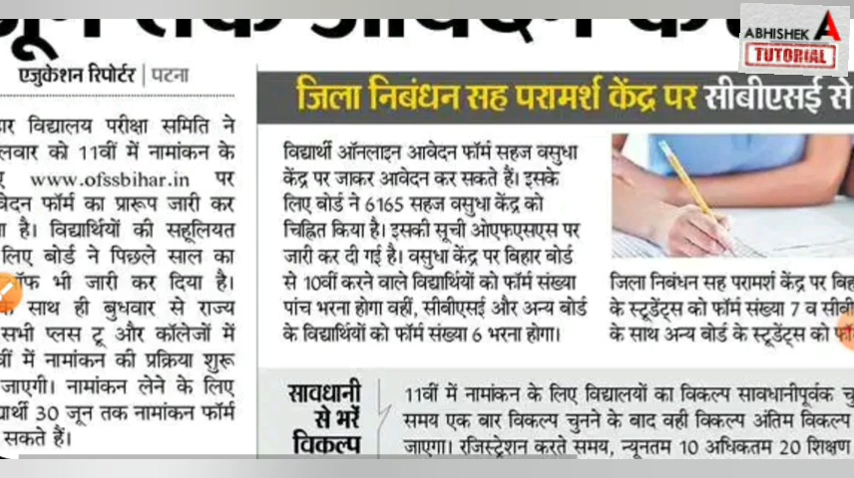 जून तक आवेदन
ABHISHEK A
TUTORIAL
एजुकेशन रिपोर्टर | पटना
विद्यालय परीक्षा समिति ने
को 11वीं में नामांकन के
www.ofssbihar.in पर
फॉर्म का प्रारूप जारी कर
है। विद्यार्थियों की सहूलियत
लिए बोर्ड ने पिछले साल का
भी जारी कर दिया है।
साथ ही बुधवार से राज्य
सभी प्लस टू और कॉलेजों में
में नामांकन की प्रक्रिया शुरू
जाएगी। नामांकन लेने के लिए
30 जून तक नामांकन फॉर्म
सकते हैं।
जिला निबंधन सह परामर्श केंद्र पर सीबीएसई से
विद्यार्थी ऑनलाइन आवेदन फॉर्म सहज वसुधा
केंद्र पर जाकर आवेदन कर सकते हैं। इसके
लिए बोर्ड ने 6165 सहज वसुधा केंद्र को
चिह्नित किया है। इसकी सूची ओएफएसएस पर
जारी कर दी गई है। वसुधा केंद्र पर बिहार बोर्ड
से 10वीं करने वाले विद्यार्थियों को फॉर्म संख्या
पांच भरना होगा वहीं, सीबीएसई और अन्य बोर्ड
के विद्यार्थियों को फॉर्म संख्या 6 भरना होगा।
जिला निबंधन सह परामर्श केंद्र पर
के स्टूडेंट्स को फॉर्म संख्या 7 व
के साथ अन्य बोर्ड के स्टूडेंट्स को
सावधानी
से भरें
विकल्प
11वीं में नामांकन के लिए विद्यालयों का विकल्प सावधानीपूर्वक
समय एक बार विकल्प चुनने के बाद वही विकल्प अंतिम विकल्प
जाएगा। रजिस्ट्रेशन करते समय, न्यूनतम 10 अधिकतम 20 शिक्षण